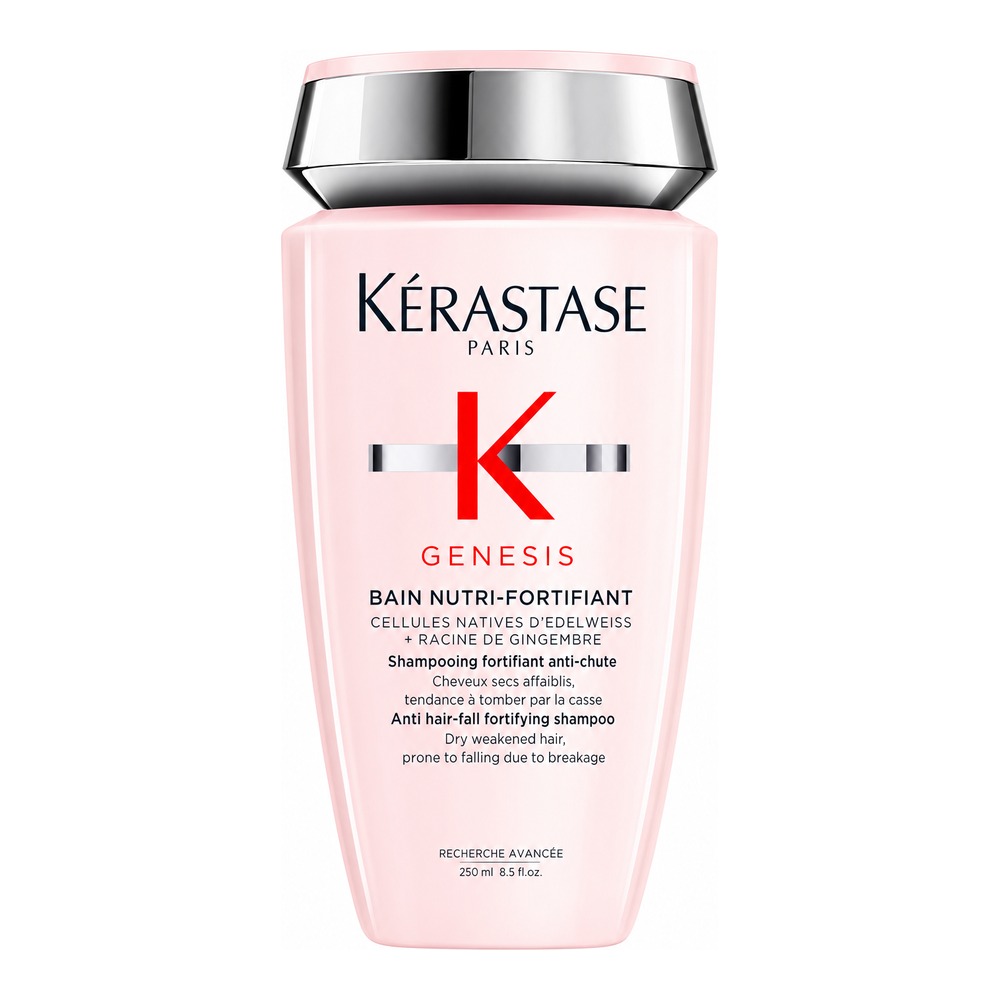 KÉRASTASE
PARIS
K
GENESIS
BAIN NUTRI-FORTIFIANT
CELLULES NATIVES D'EDELWEISS
+ RACINE DE GINGEMBRE
Shampooing fortifiant anti-chute
Cheveux secs affaiblis,
tendance à tomber par la casse
Anti hair-fall fortifying shampoo
Dry weakened hair,
prone to falling due to breakage
RECHERCHE AVANCÉE
250 ml 8.5 fl.oz.